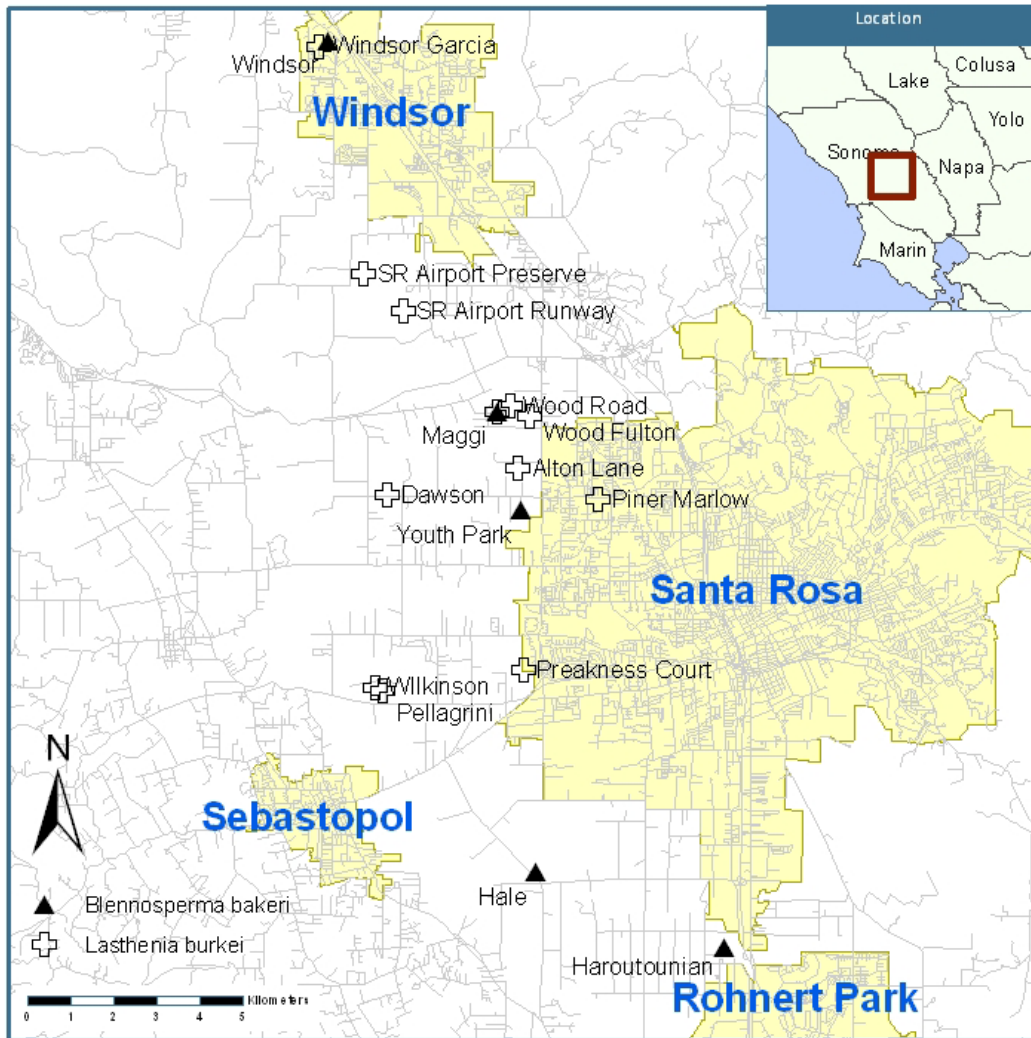 Location
Colusa
Lake
Yolo
Sonoma
Napa
Marin
Windsor Garcia
Windsor
Windsor
SR Airport Preserve
SR Airport Runway
Wood Road
Maggi
Wood Fulton
Alton Lane
Dawson
Piner Marlow
Youth Park
Santa Rosa
Preakness Court
WIlkinson
Pellagrini
N
Sebastopol
Hale
Blennosperma bakeri
Lasthenia burkei
Haroutounian
Rohnert Park
Kilometers
0 1 2 3 4 5